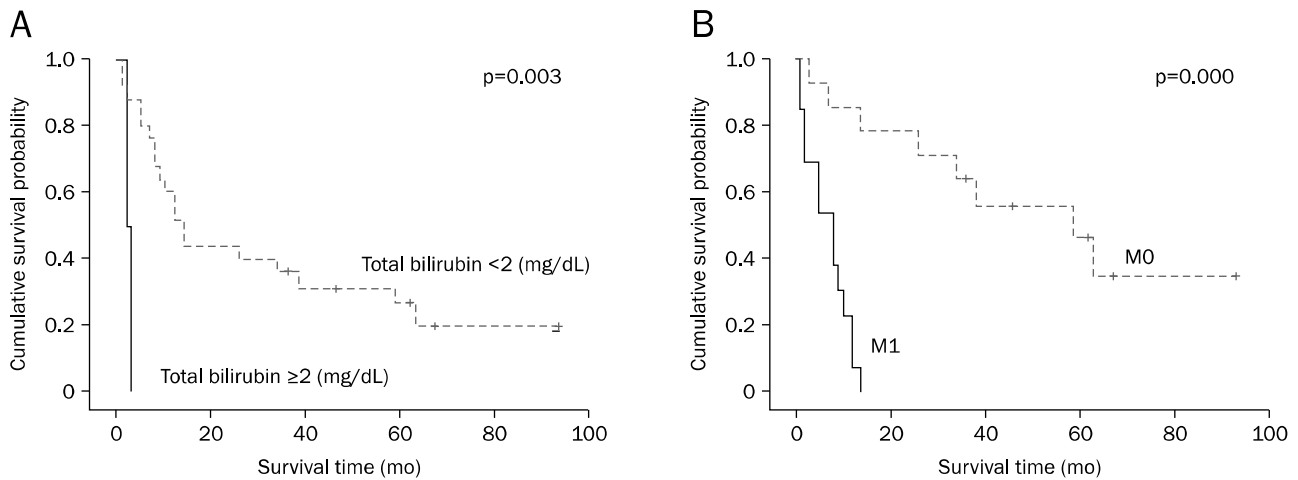 A
Cumulative survival probability
1.0
0.8
0.6
0.4
0.2
0
p=0.003
Total bilirubin <2 (mg/dL)
Total bilirubin ≥2 (mg/dL)
0 20 40 60 80 100
Survival time (mo)
B
Cumulative survival probability
1.0
0.8
0.6
0.4
0.2
0
p=0.000
M0
M1
0 20 40 60 80 100
Survival time (mo)